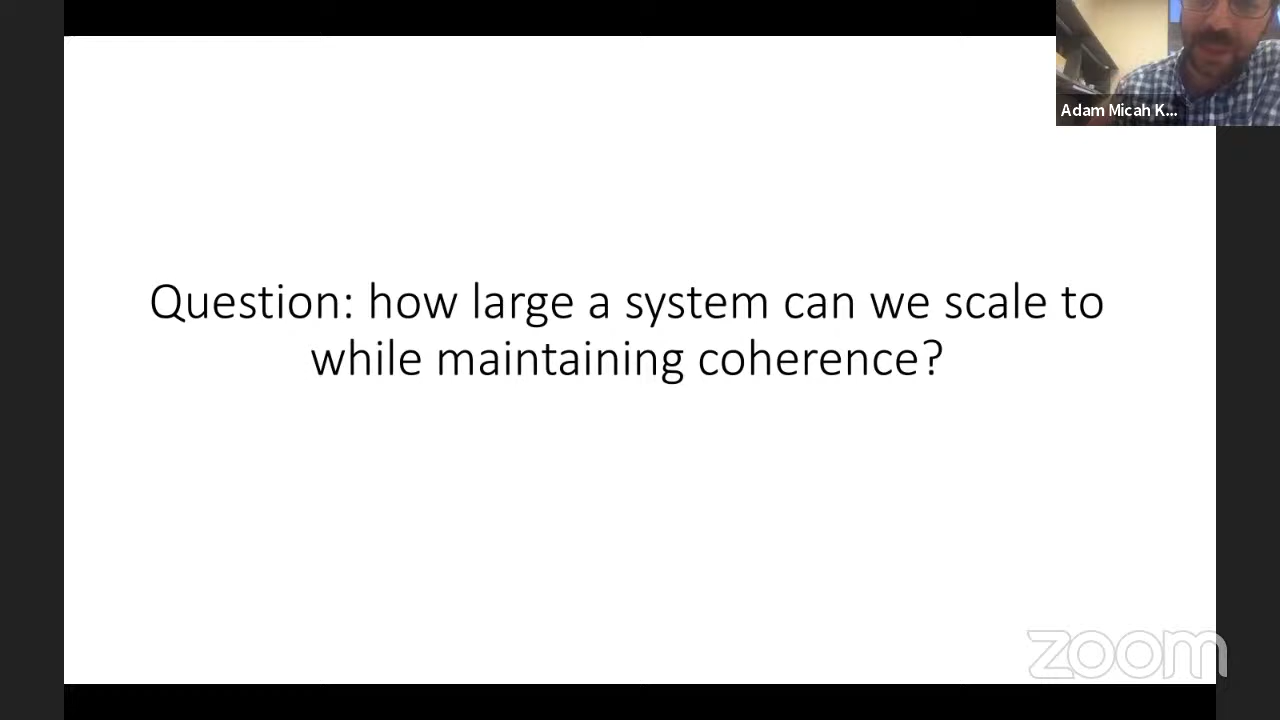 Adam Micah K...
Question: how large a system can we scale to
while maintaining coherence?
zoom